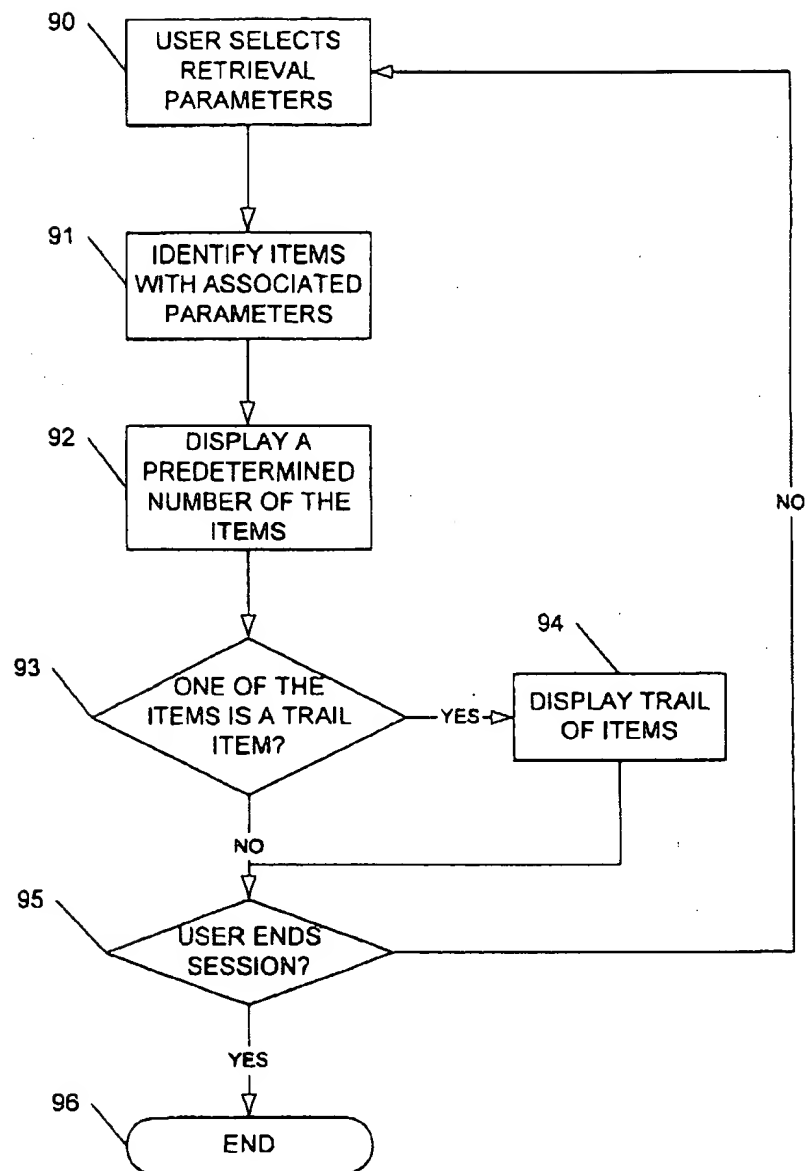 90
USER SELECTS
RETRIEVAL
PARAMETERS
91
IDENTIFY ITEMS
WITH ASSOCIATED
PARAMETERS
92
DISPLAY A
PREDETERMINED
NUMBER OF THE
ITEMS
NO
93
ONE OF THE
ITEMS IS A TRAIL
ITEM?
YES
94
DISPLAY TRAIL
OF ITEMS
NO
95
USER ENDS
SESSION?
YES
96
END